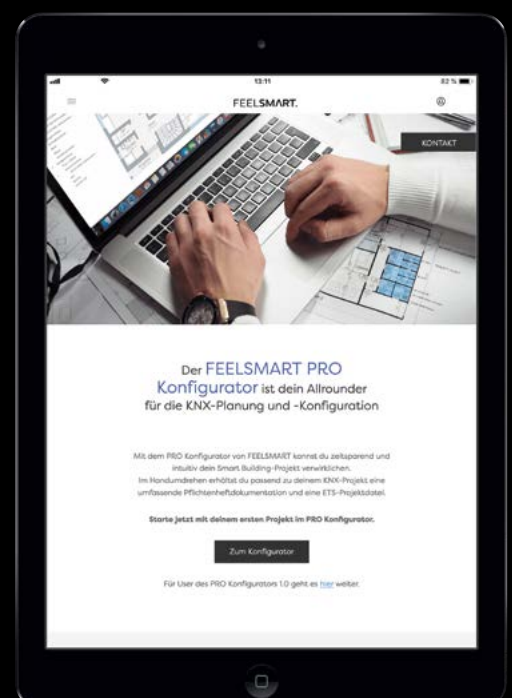 13:11
82 %
FEELSMART.
KONTAKT
Der FEELSMART PRO
Konfigurator ist dein Allrounder
für die KNX-Planung und -Konfiguration
Mit dem PRO Konfigurator von FEELSMART kannst du zeitsparend und
intuitiv dein Smart Building-Projekt verwirklichen.
Im Handumdrehen erhältst du passend zu deinem KNX-Projekt eine
umfassende Pflichtenheftdokumentation und eine ETS-Projektdatei.
Starte jetzt mit deinem ersten Projekt im PRO Konfigurator.
Zum Konfigurator
Für User des PRO Konfigurators 1.0 geht es hier weiter.